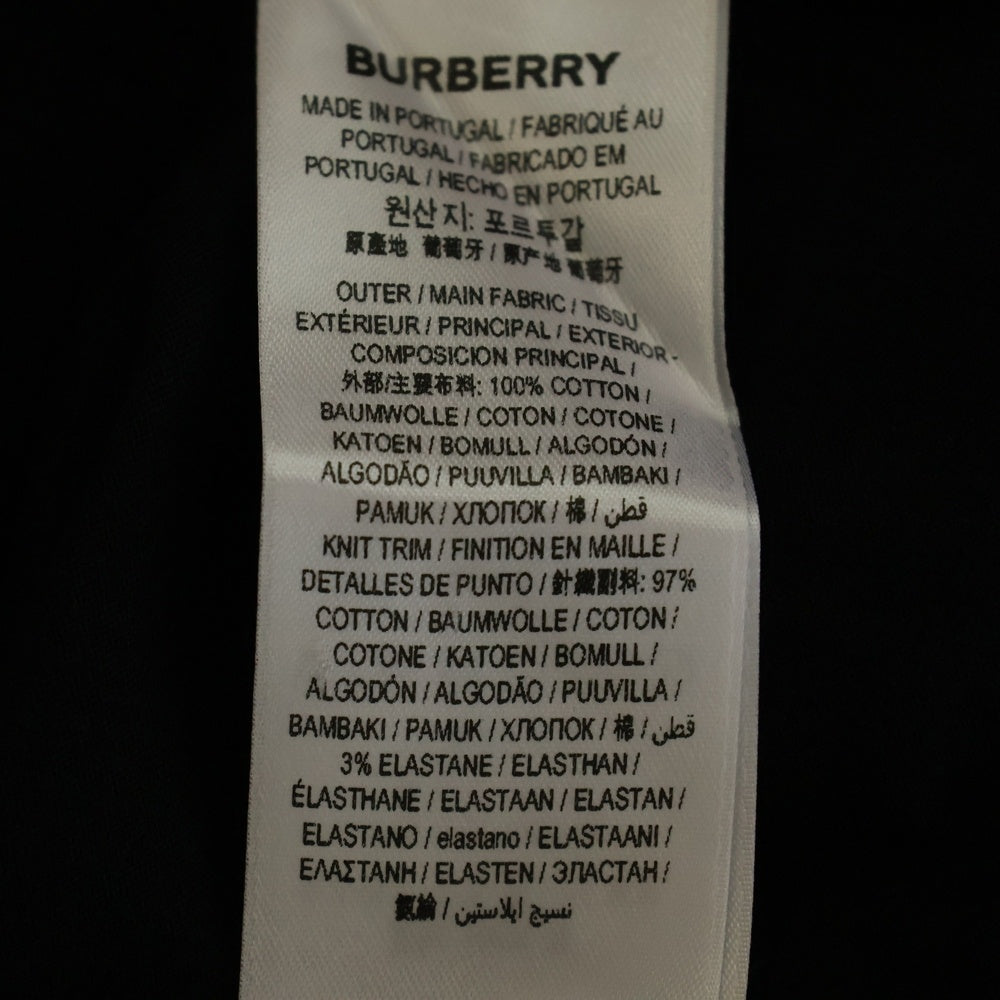 BURBERRY
MADE IN PORTUGAL / FABRIQUÉ AU
PORTUGAL / FABRICADO EM
PORTUGAL / HECHO EN PORTUGAL
원산지: 포르투갈
原產地 葡萄牙 / 原产地 葡萄牙
OUTER / MAIN FABRIC / TISSU
EXTÉRIEUR / PRINCIPAL / EXTERIOR -
COMPOSICION PRINCIPAL /
外部/主要布料: 100% COTTON /
BAUMWOLLE / COTON / COTONE /
KATOEN / BOMULL / ALGODÓN /
ALGODÃO / PUUVILLA / BAMBAKI /
PAMUK / ХЛОПОК / 棉 / قطن
KNIT TRIM / FINITION EN MAILLE /
DETALLES DE PUNTO / 針織副料: 97%
COTTON / BAUMWOLLE / COTON /
COTONE / KATOEN / BOMULL /
ALGODÓN / ALGODÃO / PUUVILLA /
BAMBAKI / PAMUK / ХЛОПОК / 棉 / قطن
3% ELASTANE / ELASTHAN /
ÉLASTHANE / ELASTAAN / ELASTAN /
ELASTANO / elastano / ELASTAANI /
ΕΛΑΣΤΑΝΗ / ELASTEN / ЭЛАСТАН /
氨綸 / نسيج ايلاستين